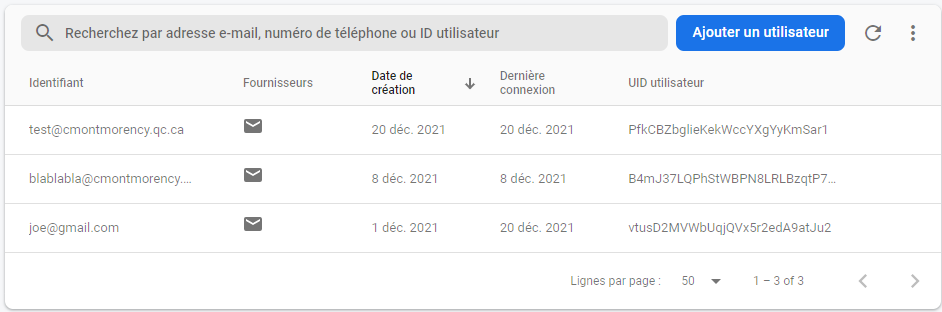 Recherchez par adresse e-mail, numéro de téléphone ou ID utilisateur
Ajouter un utilisateur
Identifiant Fournisseurs Date de création Dernière connexion UID utilisateur
test@cmontmorency.qc.ca 20 déc. 2021 20 déc. 2021 PfkCBZbglieKekWccYXgYyKmSar1
blablabla@cmontmorency.... 8 déc. 2021 8 déc. 2021 B4mJ37LQPhStWBPN8LRLBzqtP7...
joe@gmail.com 1 déc. 2021 20 déc. 2021 vtusD2MVWbUqjQVx5r2edA9atJu2
Lignes par page : 50 1 – 3 of 3